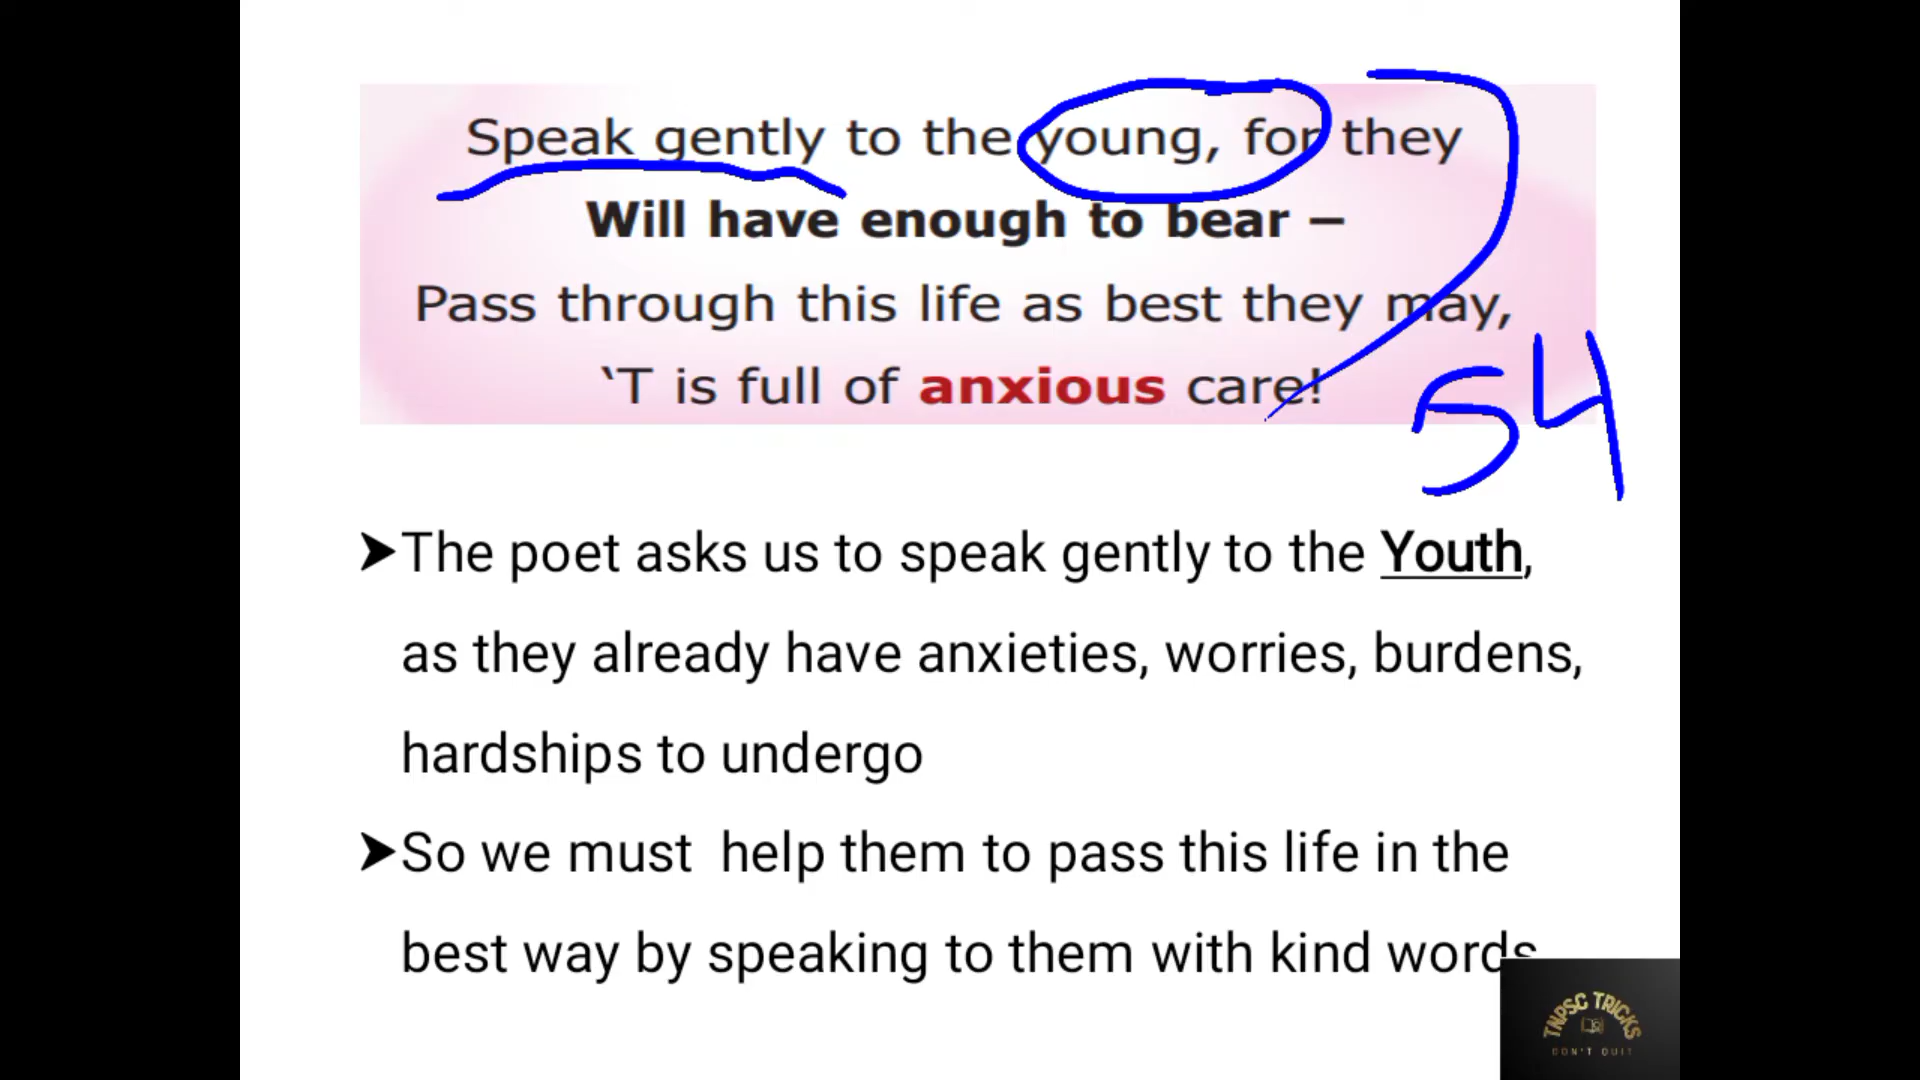 Speak gently to the young, for they
Will have enough to bear –
Pass through this life as best they may,
‘T is full of anxious care!
54
➤The poet asks us to speak gently to the Youth,
as they already have anxieties, worries, burdens,
hardships to undergo
➤So we must help them to pass this life in the
best way by speaking to them with kind words
TNPSC TRICKS
DON'T QUIT